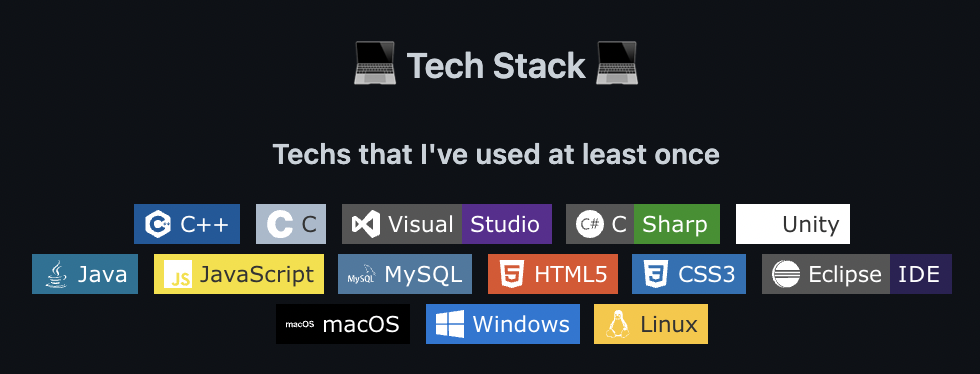 Tech Stack
Techs that I've used at least once
C++ C C Visual Studio C# C Sharp Unity
Java JS JavaScript MySQL MySQL 5 HTML5 3 CSS3 Eclipse IDE
macOS macOS Windows Linux